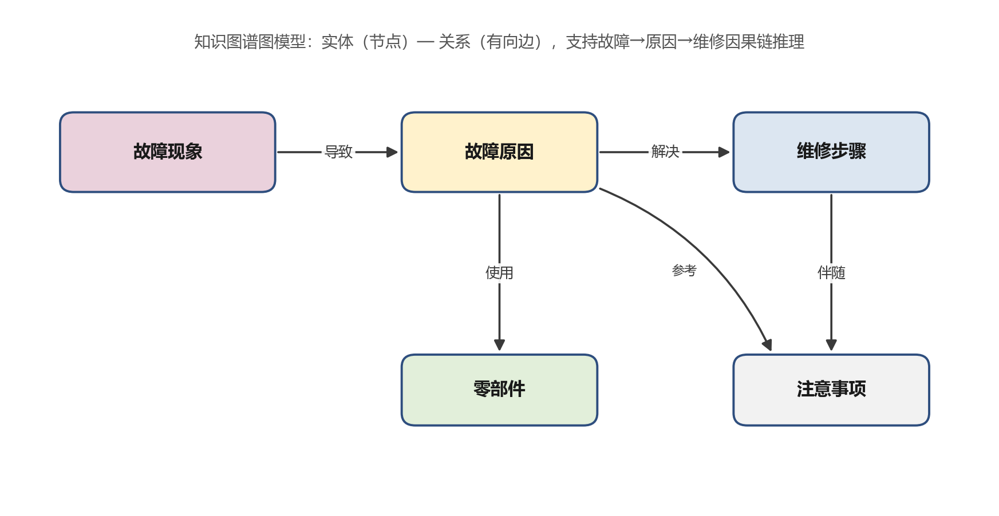 知识图谱图模型：实体（节点）— 关系（有向边），支持故障→原因→维修因果链推理
故障现象
导致
故障原因
解决
维修步骤
使用
参考
伴随
零部件
注意事项